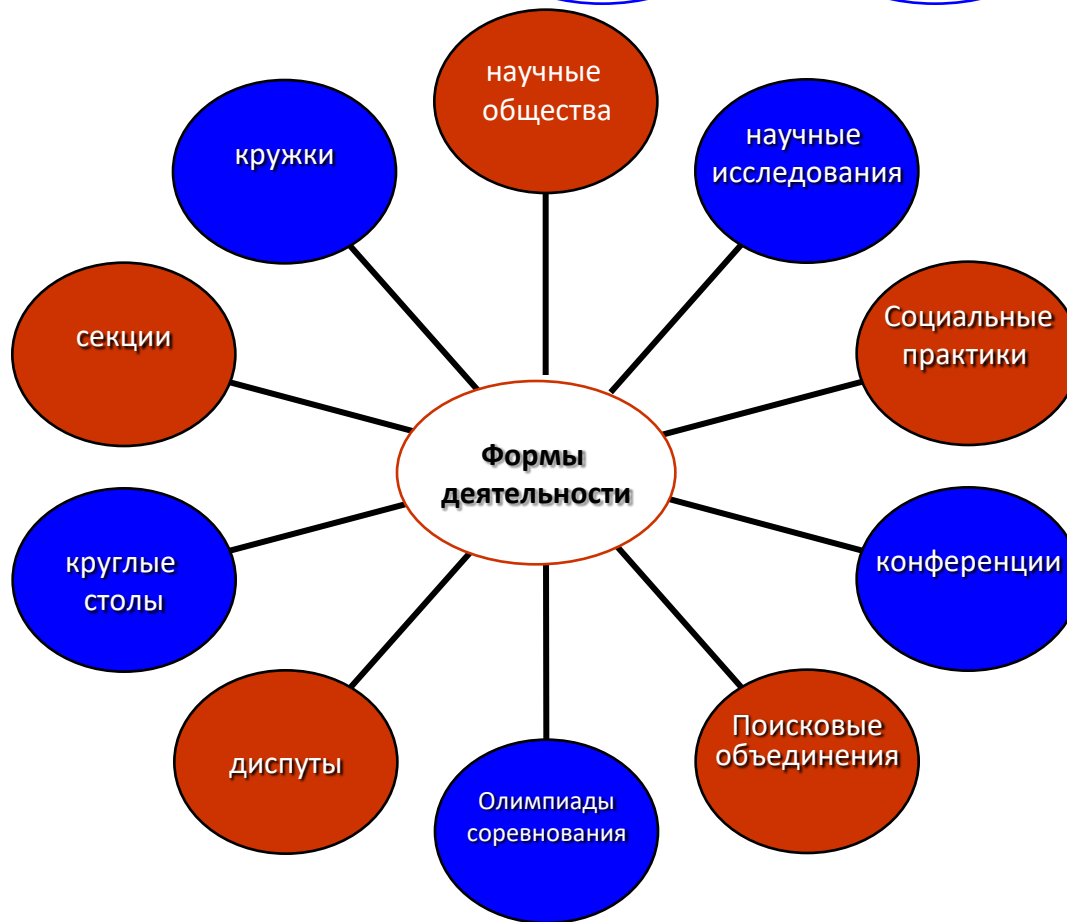 научные
общества
кружки
научные
исследования
секции
Социальные
практики
Формы
деятельности
круглые
столы
конференции
диспуты
Поисковые
объединения
Олимпиады
соревнования